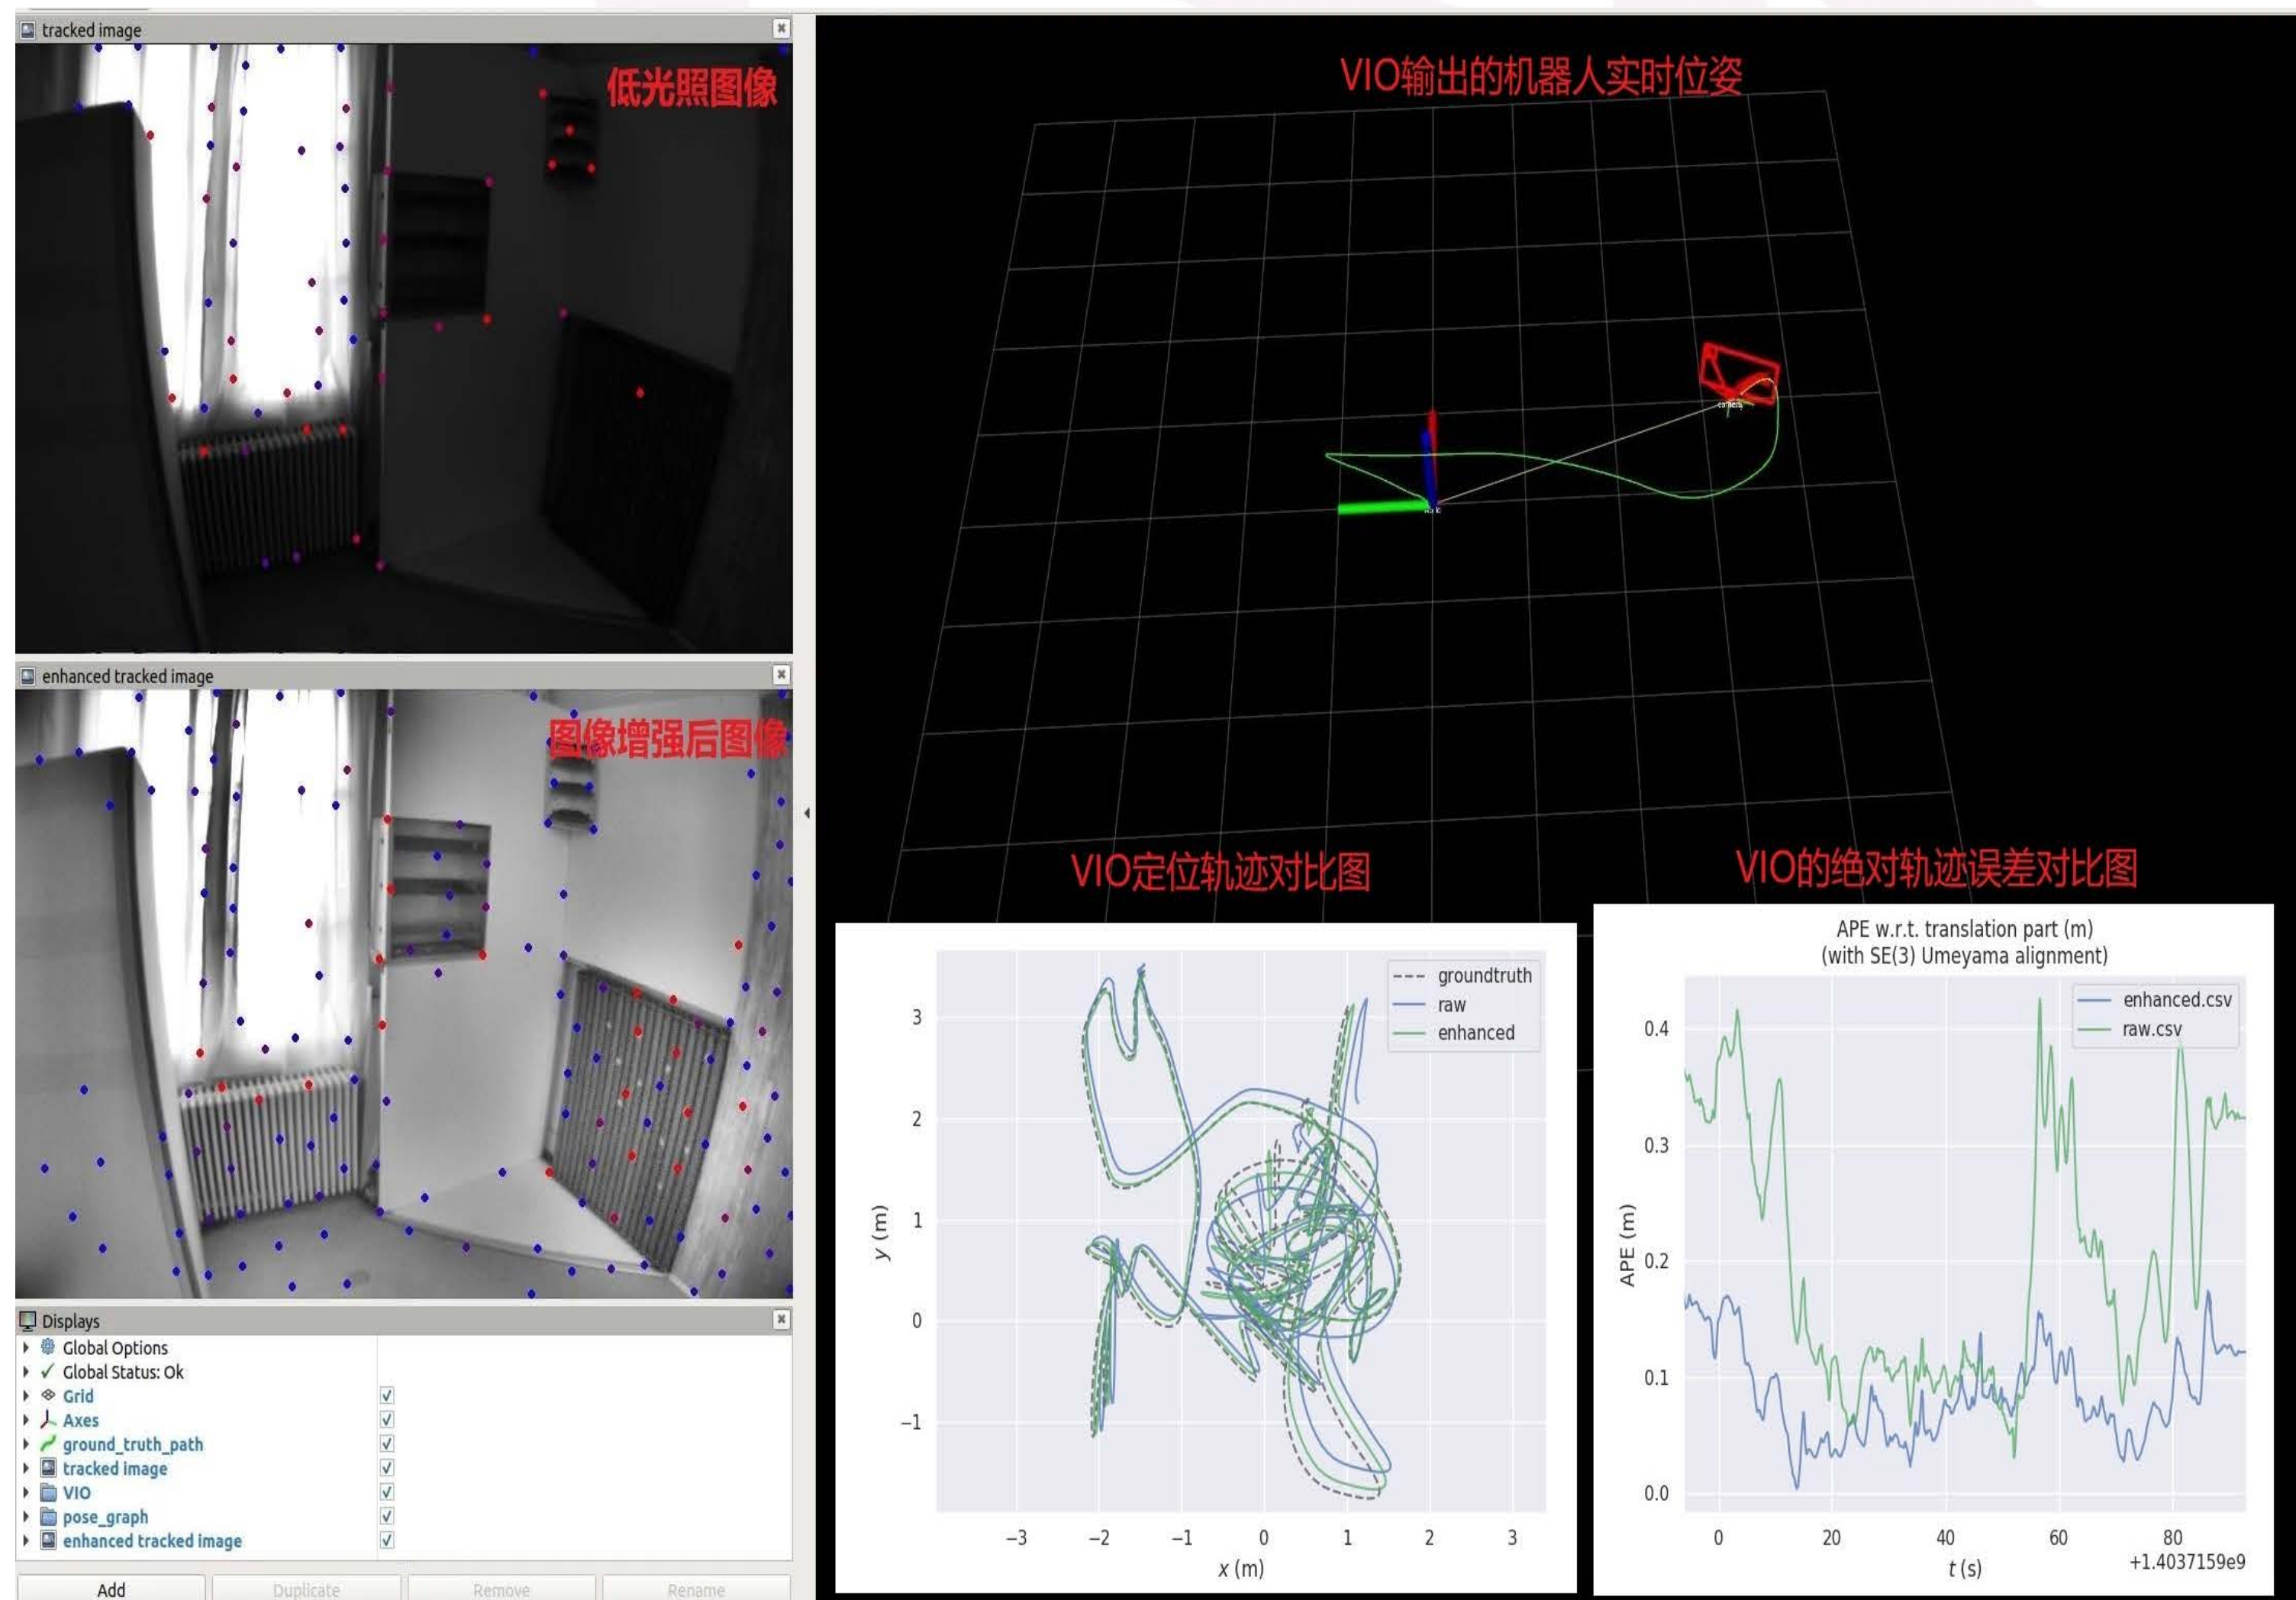 tracked image
低光照图像
enhanced tracked image
图像增强后图像
Displays
Global Options
Global Status: Ok
Grid
Axes
ground_truth_path
tracked image
VIO
pose_graph
enhanced tracked image
Add
Duplicate
Remove
Rename
VIO输出的机器人实时位姿
camera
VIO定位轨迹对比图
groundtruth
raw
enhanced
3
2
1
0
−1
y (m)
−3
−2
−1
0
1
2
3
x (m)
VIO的绝对轨迹误差对比图
APE w.r.t. translation part (m)
(with SE(3) Umeyama alignment)
enhanced.csv
raw.csv
0.4
0.3
0.2
0.1
0.0
APE (m)
0
20
40
60
80
+1.4037159e9
t (s)